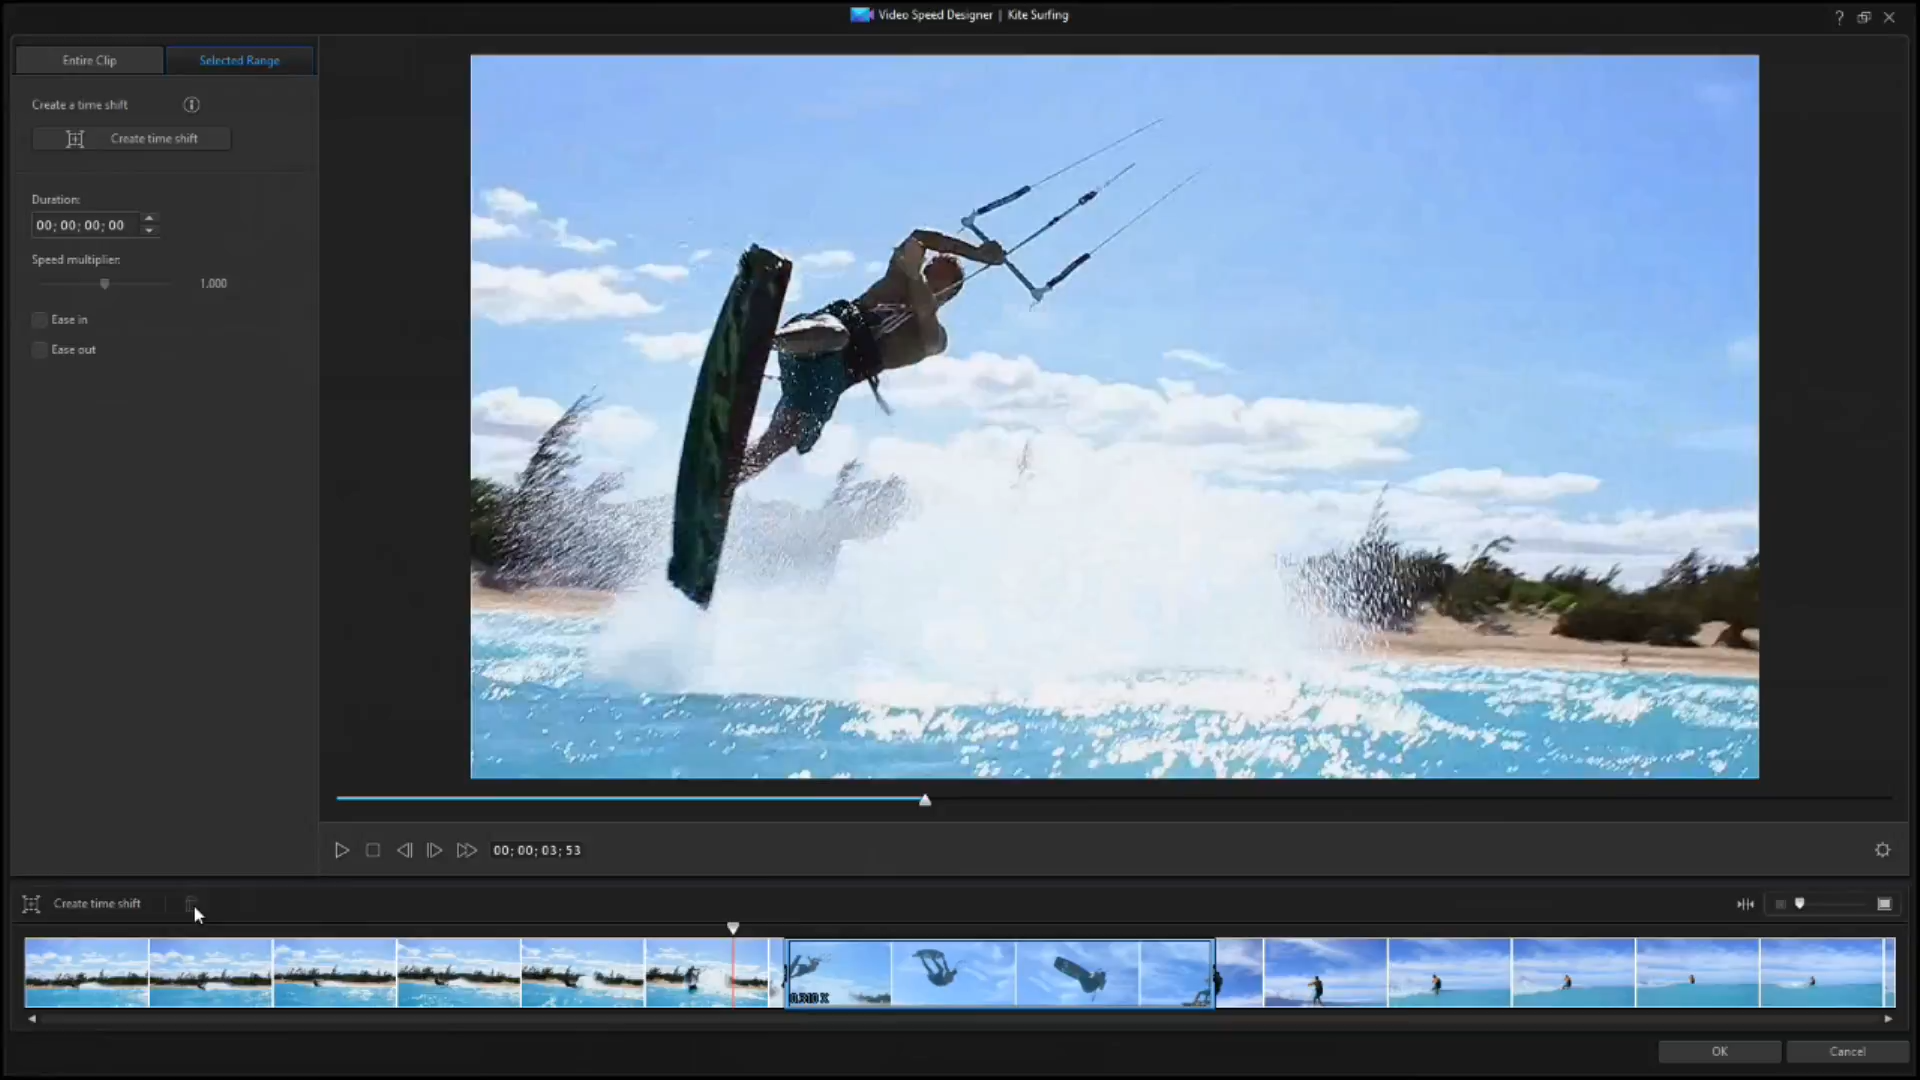 Video Speed Designer | Kite Surfing
?
Entire Clip
Selected Range
Create a time shift
Create time shift
Duration:
00; 00; 00; 00
Speed multiplier:
1.000
Ease in
Ease out
00; 00; 03; 53
Create time shift
OK
Cancel